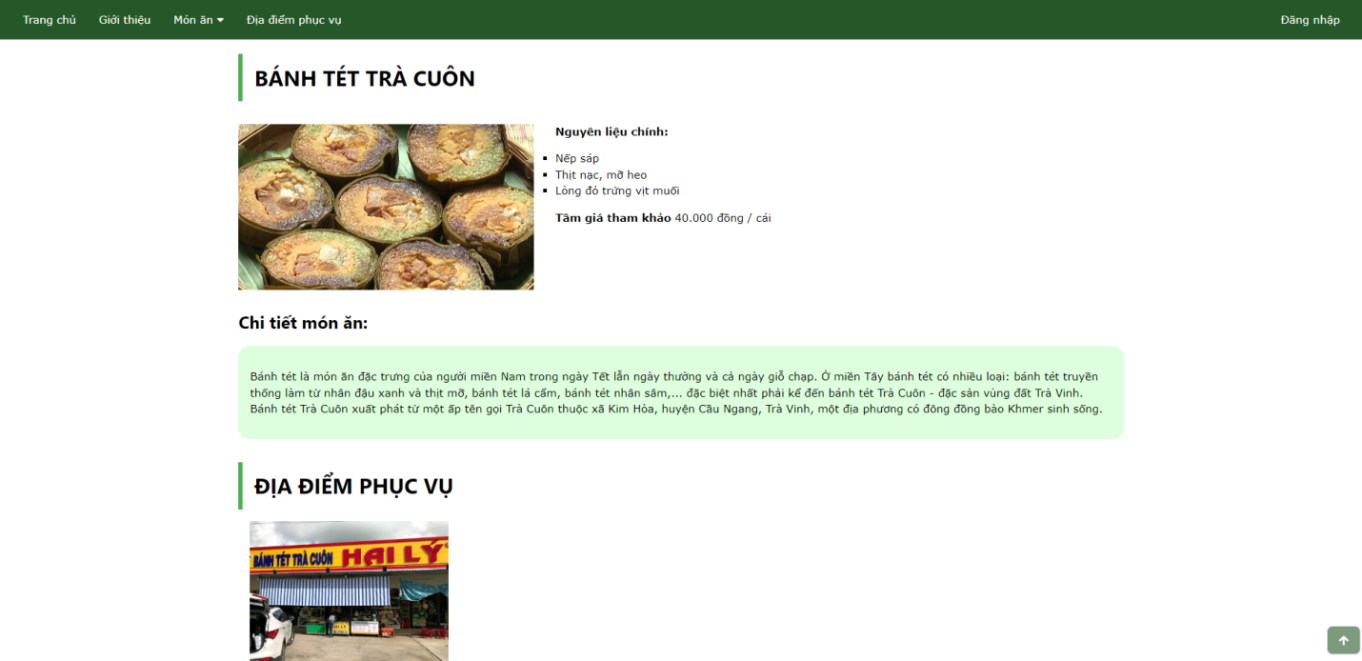 Trang chủ Giới thiệu Món ăn Địa điểm phục vụ Đăng nhập
BÁNH TÉT TRÀ CUÔN
Nguyên liệu chính:
Nếp sáp
Thịt nạc, mỡ heo
Lòng đỏ trứng vịt muối
Tầm giá tham khảo 40.000 đồng / cái
Chi tiết món ăn:
Bánh tét là món ăn đặc trưng của người miền Nam trong ngày Tết lẫn ngày thường và cả ngày giỗ chạp. Ở miền Tây bánh tét có nhiều loại: bánh tét truyền
thống làm từ nhân đậu xanh và thịt mỡ, bánh tét lá cẩm, bánh tét nhân sâm,... đặc biệt nhất phải kể đến bánh tét Trà Cuôn - đặc sản vùng đất Trà Vinh.
Bánh tét Trà Cuôn xuất phát từ một ấp tên gọi Trà Cuôn thuộc xã Kim Hòa, huyện Cầu Ngang, Trà Vinh, một địa phương có đông đồng bào Khmer sinh sống.
ĐỊA ĐIỂM PHỤC VỤ
BÁNH TÉT TRÀ CUÔN HAI LÝ